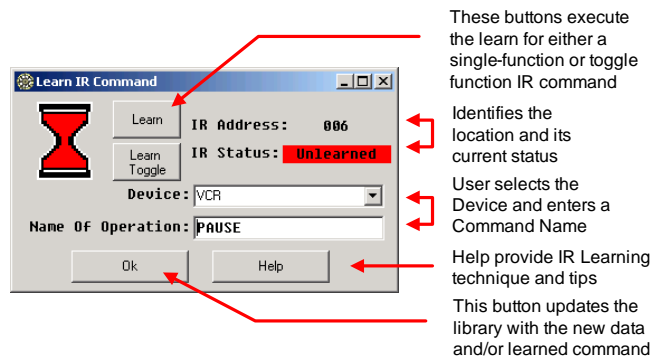 These buttons execute
the learn for either a
single-function or toggle
function IR command
Learn IR Command
Learn
IR Address: 006
Learn
Toggle
IR Status: Unlearned
Device: VCR
Name Of Operation: PAUSE
Ok
Help
Identifies the
location and its
current status
User selects the
Device and enters a
Command Name
Help provide IR Learning
technique and tips
This button updates the
library with the new data
and/or learned command